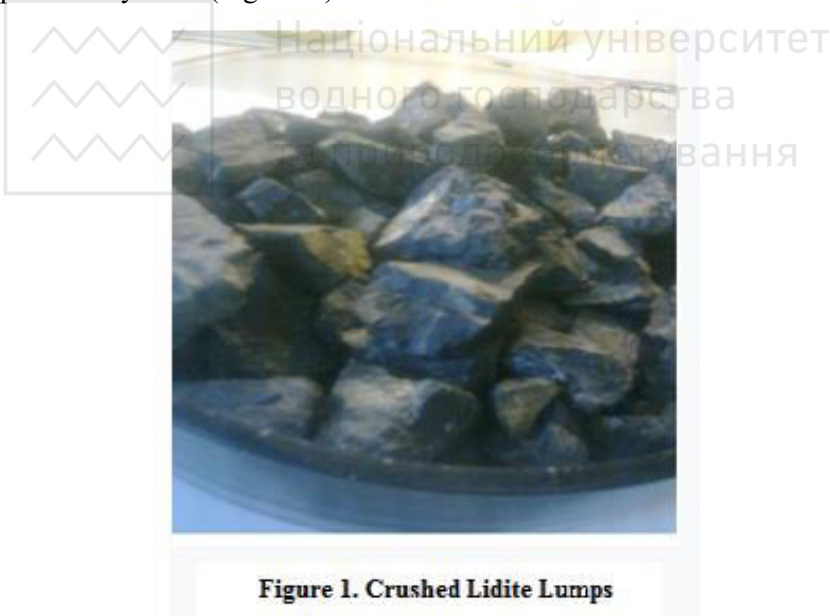 Національний університет
водного господарства
та природокористування
Figure 1. Crushed Lidite Lumps